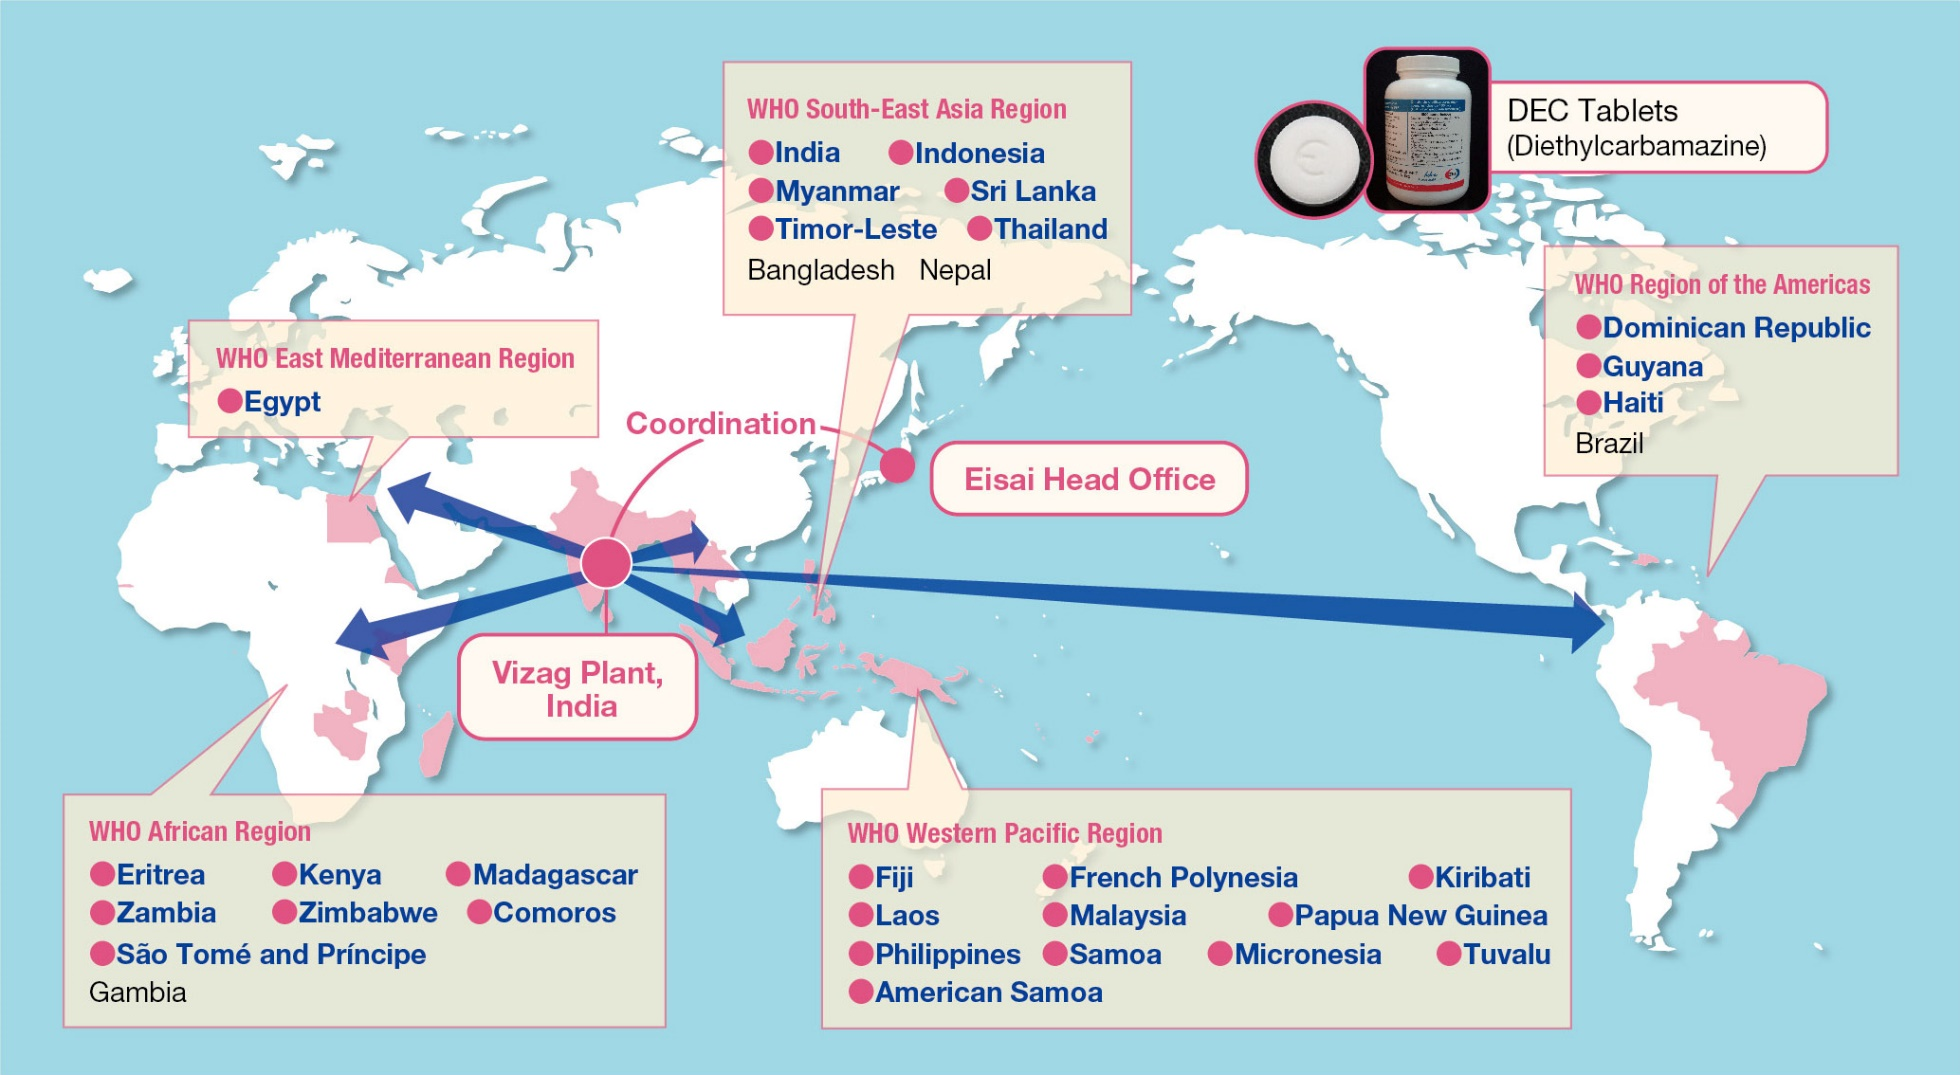 WHO South-East Asia Region
India Indonesia
Myanmar Sri Lanka
Timor-Leste Thailand
Bangladesh Nepal
DEC Tablets
(Diethylcarbamazine)
WHO Region of the Americas
Dominican Republic
Guyana
Haiti
Brazil
WHO East Mediterranean Region
Egypt
Coordination
Eisai Head Office
Vizag Plant,
India
WHO African Region
Eritrea Kenya Madagascar
Zambia Zimbabwe Comoros
São Tomé and Príncipe
Gambia
WHO Western Pacific Region
Fiji French Polynesia Kiribati
Laos Malaysia Papua New Guinea
Philippines Samoa Micronesia Tuvalu
American Samoa